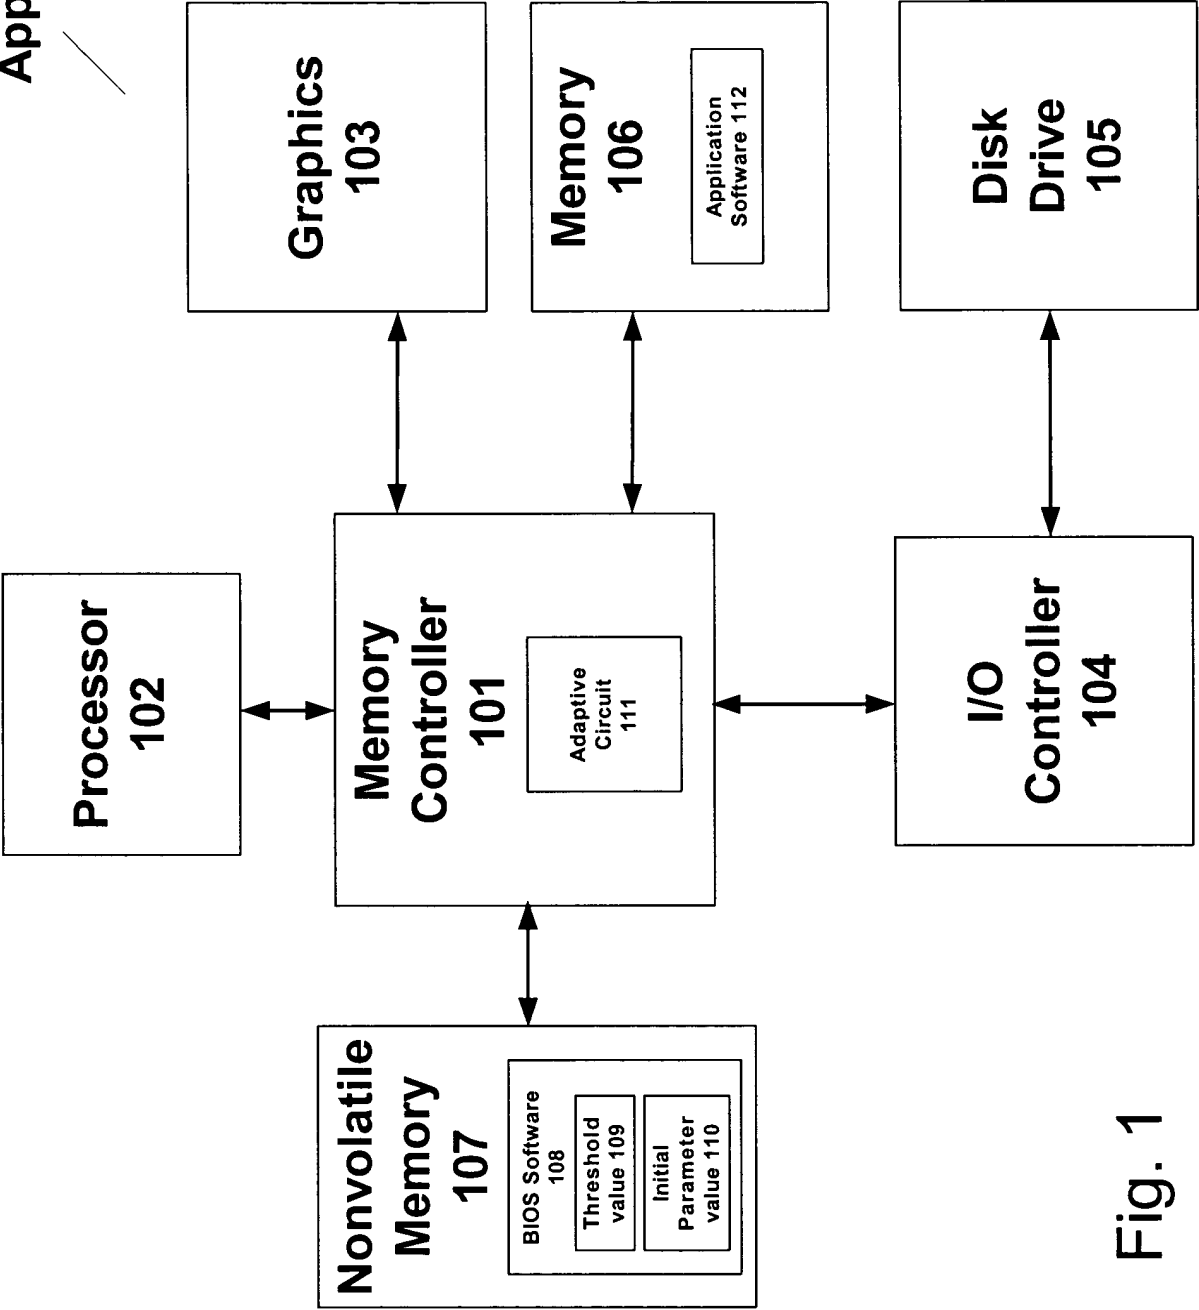 App
Processor
102
Graphics
103
Nonvolatile
Memory
107
BIOS Software
108
Threshold
value 109
Initial
Parameter
value 110
Memory
Controller
101
Adaptive
Circuit
111
Memory
106
Application
Software 112
I/O
Controller
104
Disk
Drive
105
Fig. 1